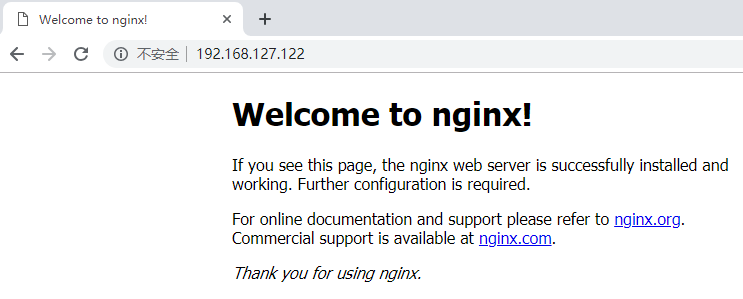 Welcome to nginx!
不安全 192.168.127.122
Welcome to nginx!
If you see this page, the nginx web server is successfully installed and
working. Further configuration is required.
For online documentation and support please refer to nginx.org.
Commercial support is available at nginx.com.
Thank you for using nginx.